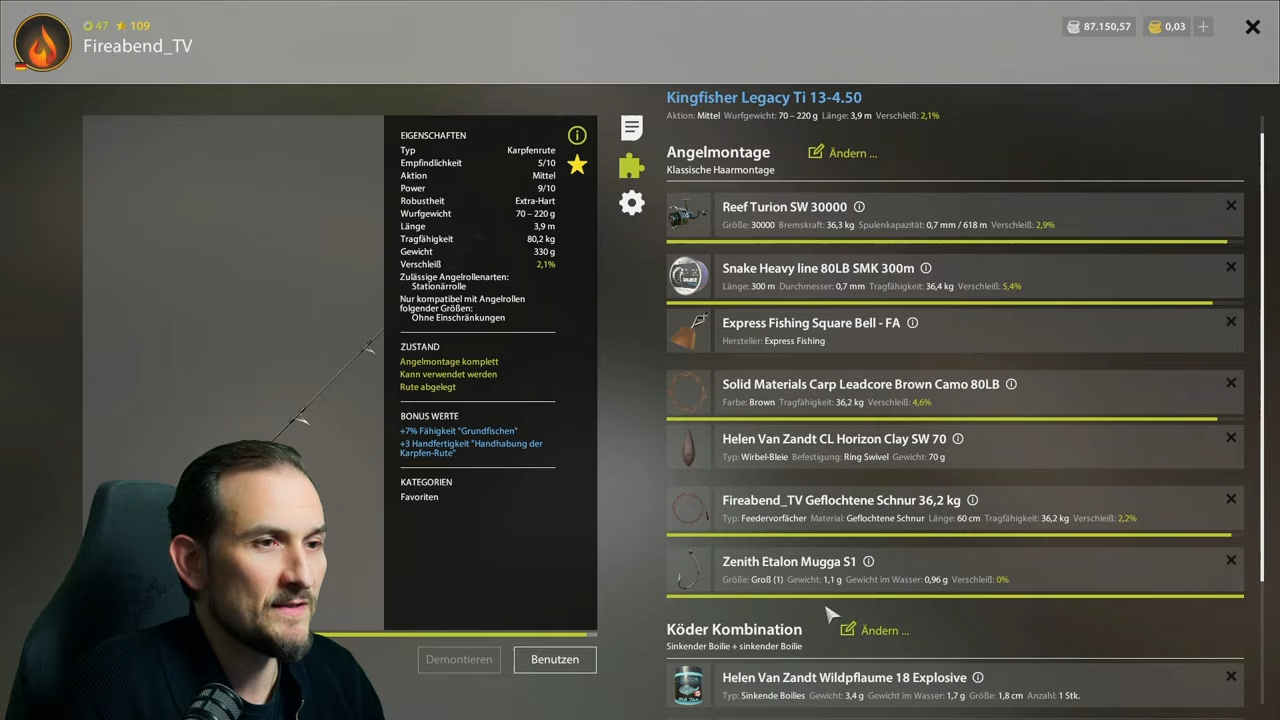 47 109
Fireabend_TV
87.150,57
0,03
EIGENSCHAFTEN
Typ Karpfenrute
Empfindlichkeit 5/10
Aktion Mittel
Power 9/10
Robustheit Extra-Hart
Wurfgewicht 70 – 220 g
Länge 3,9 m
Tragfähigkeit 80,2 kg
Gewicht 330 g
Verschleiß 2,1%
Zulässige Angelrollenarten:
Stationärrolle
Nur kompatibel mit Angelrollen
folgender Größen:
Ohne Einschränkungen
ZUSTAND
Angelmontage komplett
Kann verwendet werden
Rute abgelegt
BONUS WERTE
+7% Fähigkeit "Grundfischen"
+3 Handfertigkeit "Handhabung der
Karpfen-Rute"
KATEGORIEN
Favoriten
Demontieren
Benutzen
Kingfisher Legacy Ti 13-4.50
Aktion: Mittel Wurfgewicht: 70 – 220 g Länge: 3,9 m Verschleiß: 2,1%
Angelmontage Ändern ...
Klassische Haarmontage
Reef Turion SW 30000
Größe: 30000 Bremskraft: 36,3 kg Spulenkapazität: 0,7 mm / 618 m Verschleiß: 2,9%
Snake Heavy line 80LB SMK 300m
Länge: 300 m Durchmesser: 0,7 mm Tragfähigkeit: 36,4 kg Verschleiß: 5,4%
Express Fishing Square Bell - FA
Hersteller: Express Fishing
Solid Materials Carp Leadcore Brown Camo 80LB
Farbe: Brown Tragfähigkeit: 36,2 kg Verschleiß: 4,6%
Helen Van Zandt CL Horizon Clay SW 70
Typ: Wirbel-Bleie Befestigung: Ring Swivel Gewicht: 70 g
Fireabend_TV Geflochtene Schnur 36,2 kg
Typ: Feedervorfächer Material: Geflochtene Schnur Länge: 60 cm Tragfähigkeit: 36,2 kg Verschleiß: 2,2%
Zenith Etalon Mugga S1
Größe: Groß (1) Gewicht: 1,1 g Gewicht im Wasser: 0,96 g Verschleiß: 0%
Köder Kombination Ändern ...
Sinkender Boilie + sinkender Boilie
Helen Van Zandt Wildpflaume 18 Explosive
Typ: Sinkende Boilies Gewicht: 3,4 g Gewicht im Wasser: 1,7 g Größe: 1,8 cm Anzahl: 1 Stk.